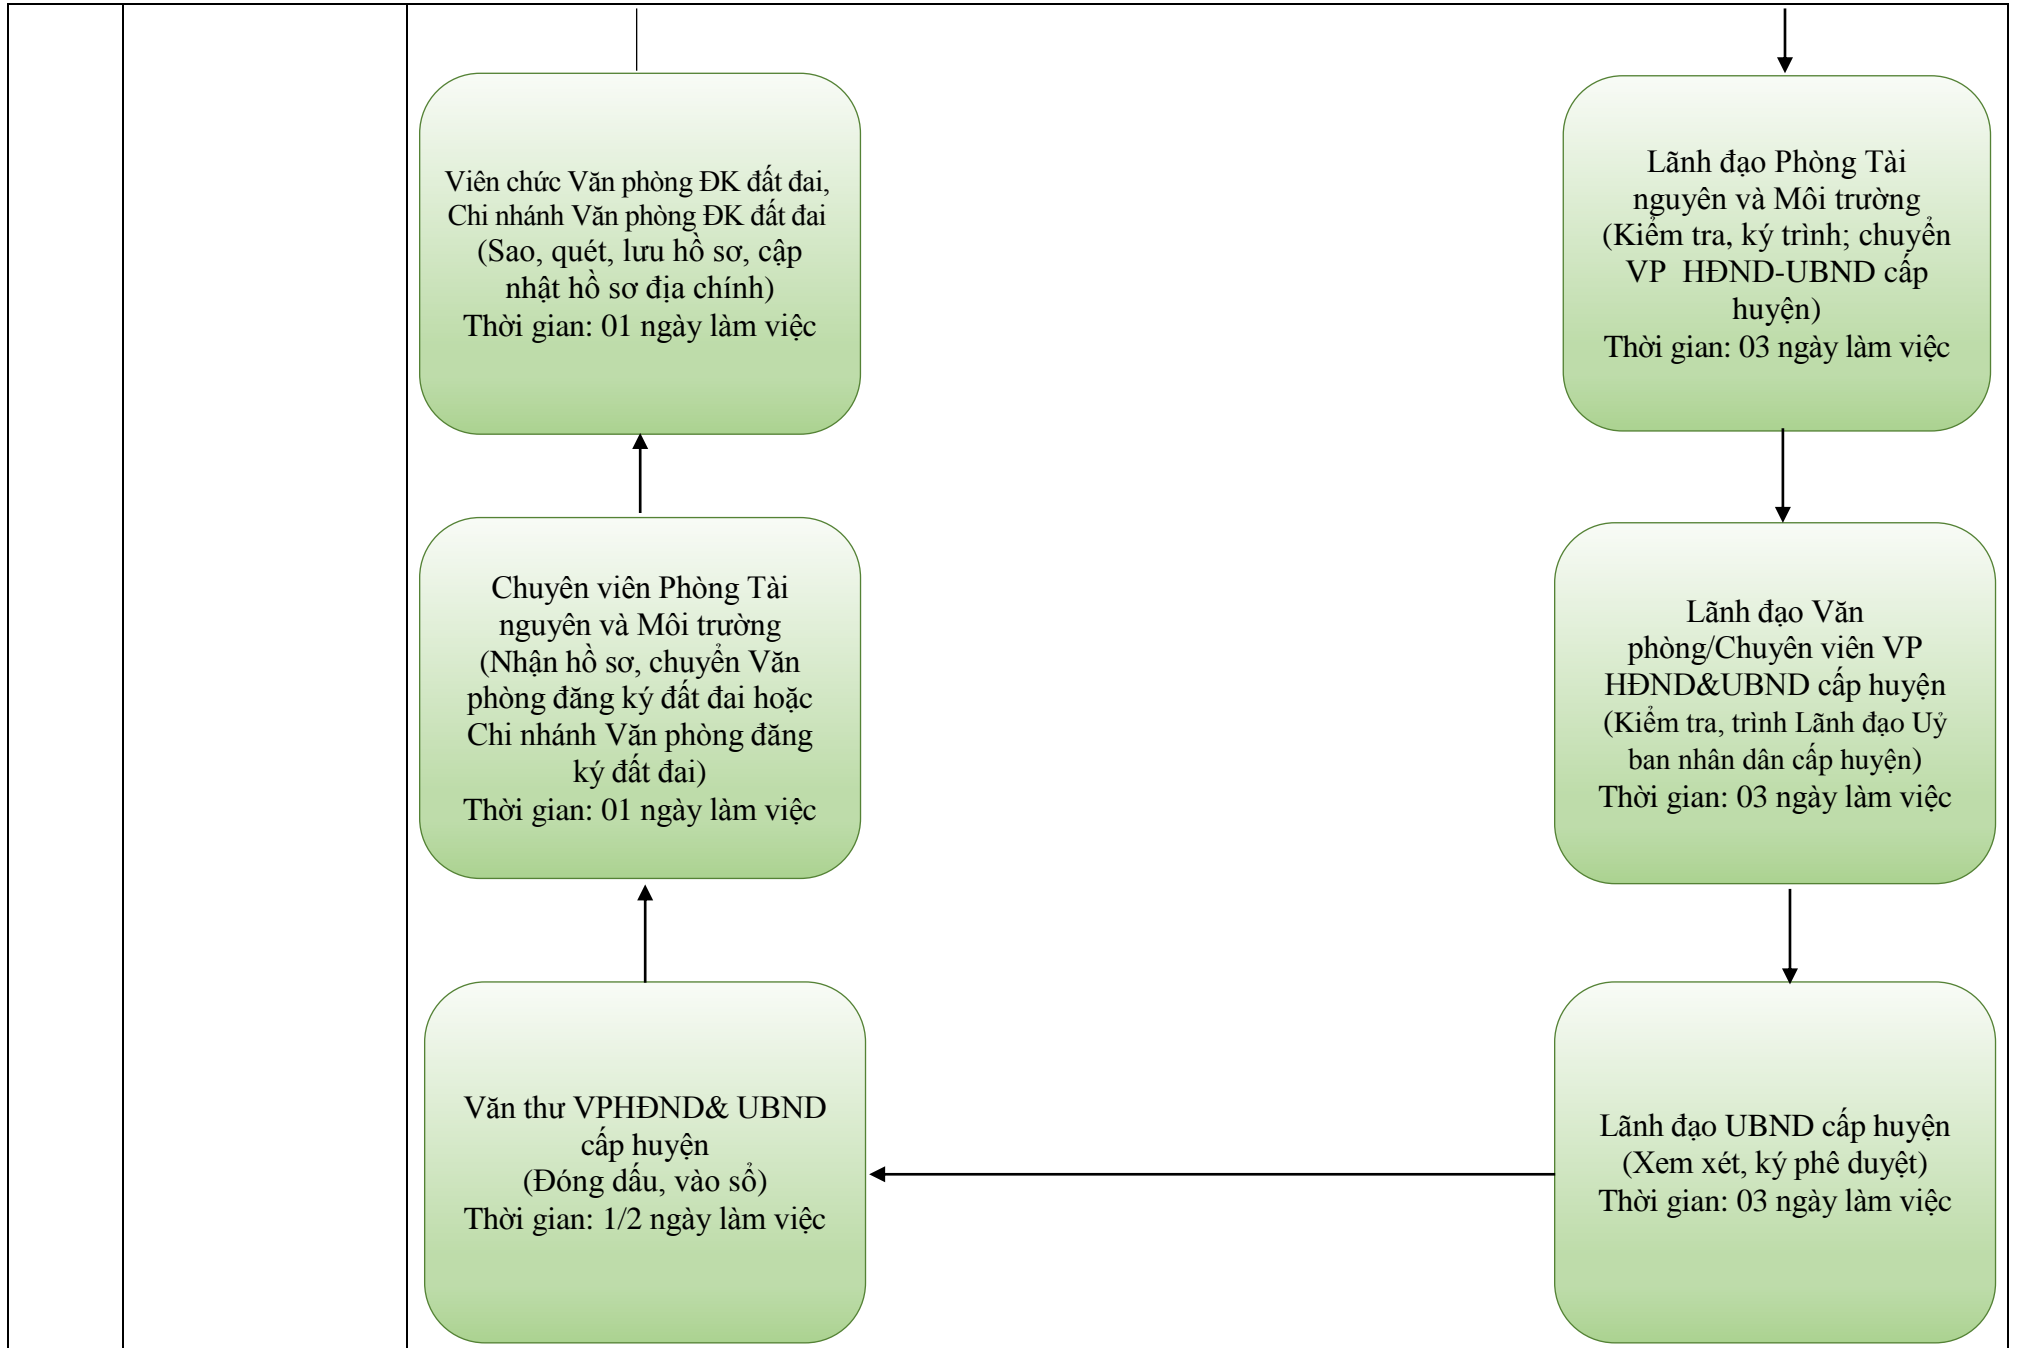 Viên chức Văn phòng ĐK đất đai,
Chi nhánh Văn phòng ĐK đất đai
(Sao, quét, lưu hồ sơ, cập
nhật hồ sơ địa chính)
Thời gian: 01 ngày làm việc
Lãnh đạo Phòng Tài
nguyên và Môi trường
(Kiểm tra, ký trình; chuyển
VP HĐND-UBND cấp
huyện)
Thời gian: 03 ngày làm việc
Chuyên viên Phòng Tài
nguyên và Môi trường
(Nhận hồ sơ, chuyển Văn
phòng đăng ký đất đai hoặc
Chi nhánh Văn phòng đăng
ký đất đai)
Thời gian: 01 ngày làm việc
Lãnh đạo Văn
phòng/Chuyên viên VP
HĐND&UBND cấp huyện
(Kiểm tra, trình Lãnh đạo Uỷ
ban nhân dân cấp huyện)
Thời gian: 03 ngày làm việc
Văn thư VPHĐND& UBND
cấp huyện
(Đóng dấu, vào sổ)
Thời gian: 1/2 ngày làm việc
Lãnh đạo UBND cấp huyện
(Xem xét, ký phê duyệt)
Thời gian: 03 ngày làm việc